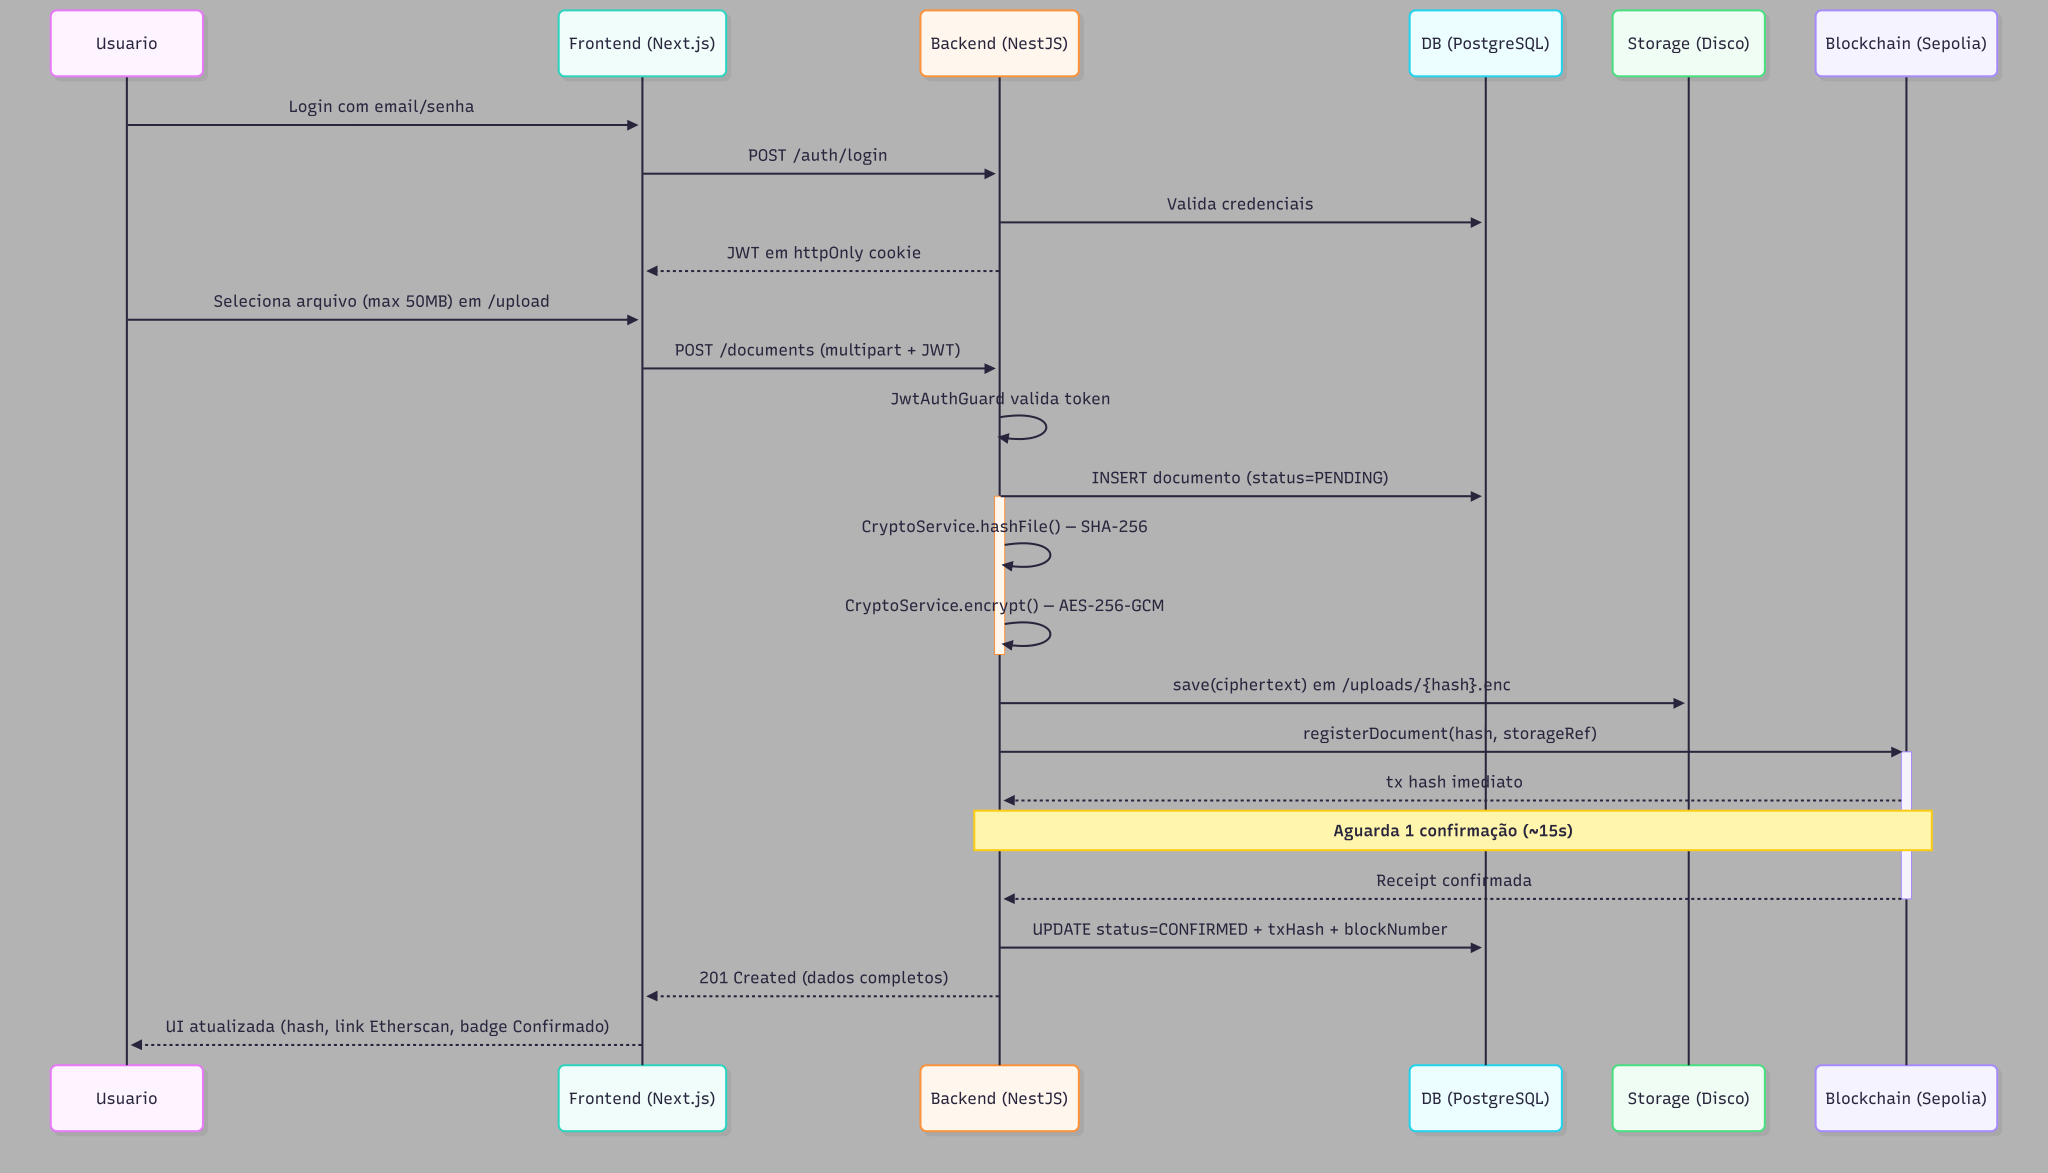 Usuario
Frontend (Next.js)
Backend (NestJS)
DB (PostgreSQL)
Storage (Disco)
Blockchain (Sepolia)
Login com email/senha
POST /auth/login
Valida credenciais
JWT em httpOnly cookie
Seleciona arquivo (max 50MB) em /upload
POST /documents (multipart + JWT)
JwtAuthGuard valida token
INSERT documento (status=PENDING)
CryptoService.hashFile() – SHA-256
CryptoService.encrypt() – AES-256-GCM
save(ciphertext) em /uploads/{hash}.enc
registerDocument(hash, storageRef)
tx hash imediato
Aguarda 1 confirmação (~15s)
Receipt confirmada
UPDATE status=CONFIRMED + txHash + blockNumber
201 Created (dados completos)
UI atualizada (hash, link Etherscan, badge Confirmado)
Usuario
Frontend (Next.js)
Backend (NestJS)
DB (PostgreSQL)
Storage (Disco)
Blockchain (Sepolia)